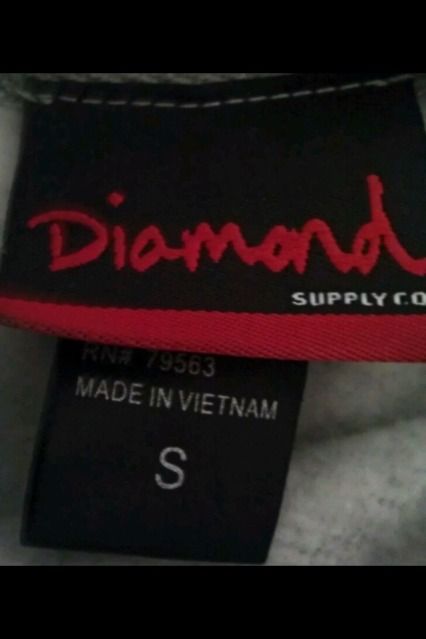 Diamond
SUPPLY CO
RN# 79563
MADE IN VIETNAM
S